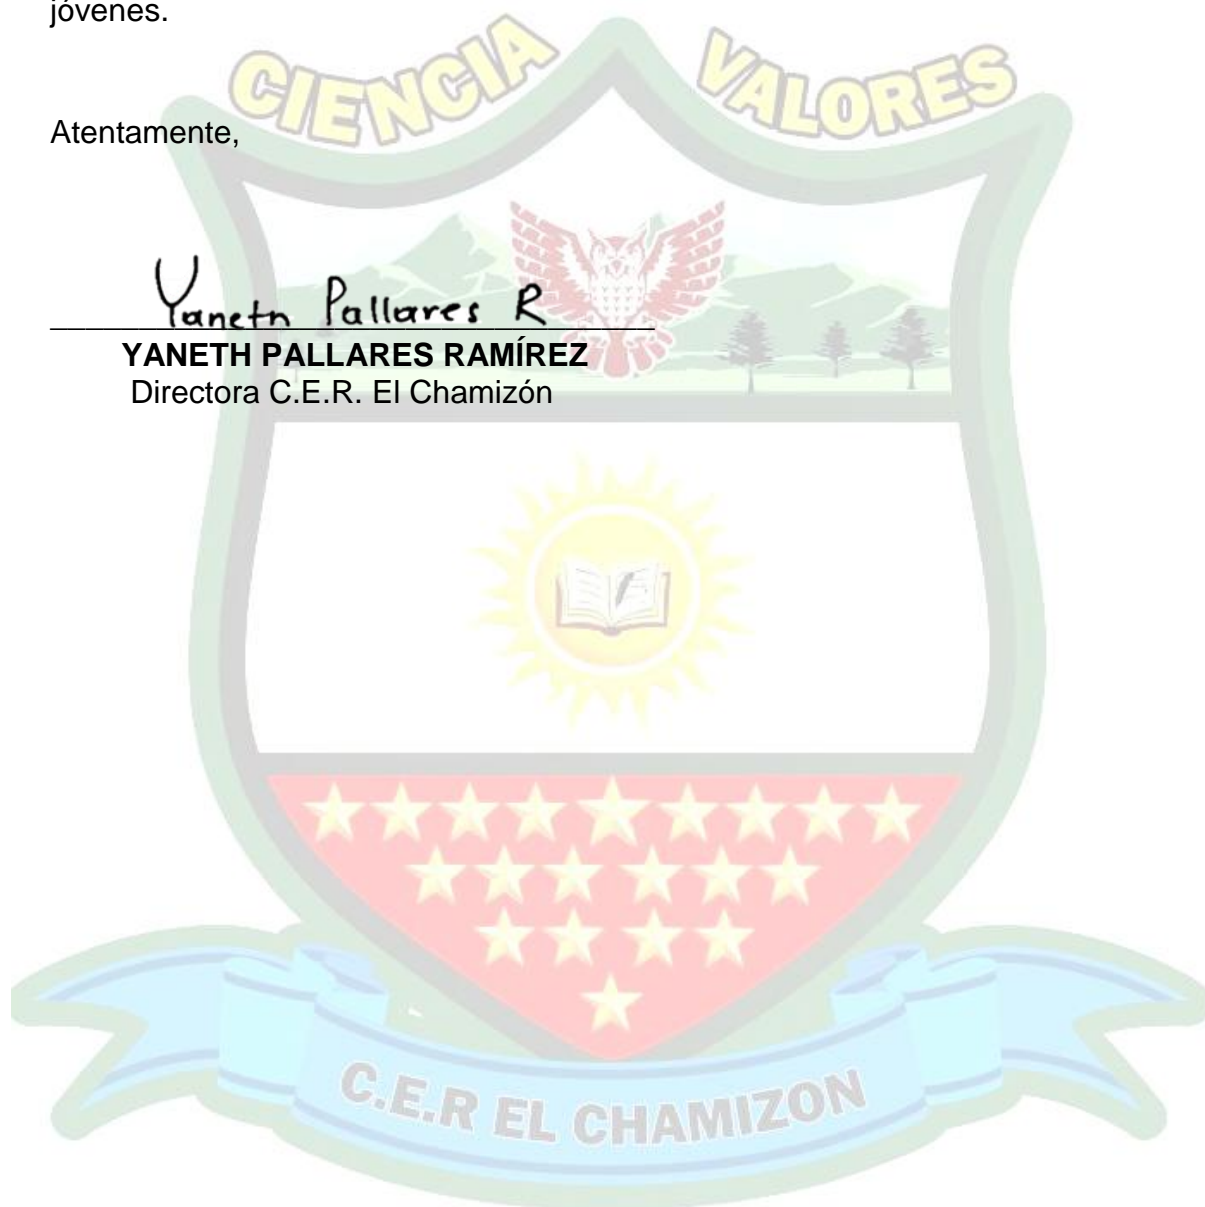 jóvenes.
CIENCIA VALORES
Atentamente,
Yaneth Pallares R
YANETH PALLARES RAMÍREZ
Directora C.E.R. El Chamizón
C.E.R EL CHAMIZON